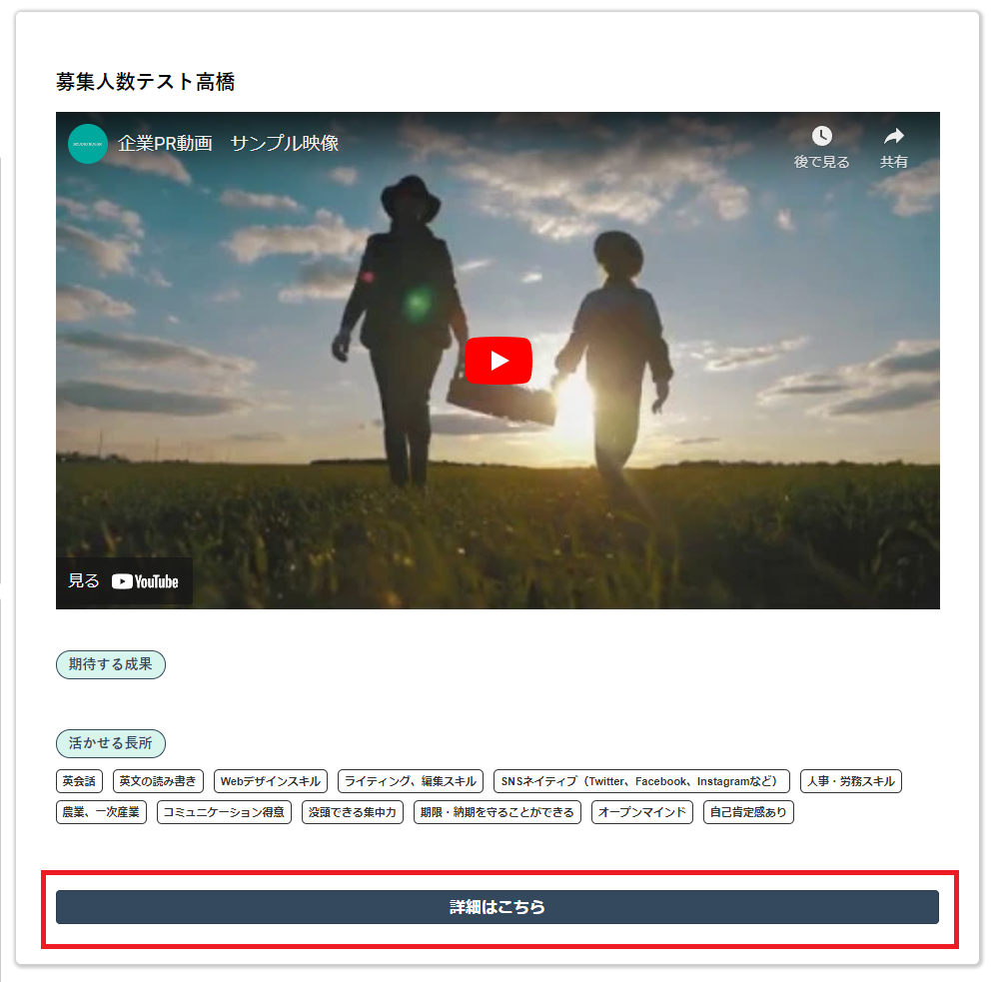 募集人数テスト高橋
企業PR動画　サンプル映像
後で見る
共有
見る YouTube
期待する成果
活かせる長所
英会話 英文の読み書き Webデザインスキル ライティング、編集スキル SNSネイティブ（Twitter、Facebook、Instagramなど） 人事・労務スキル
農業、一次産業 コミュニケーション得意 没頭できる集中力 期限・納期を守ることができる オープンマインド 自己肯定感あり
詳細はこちら